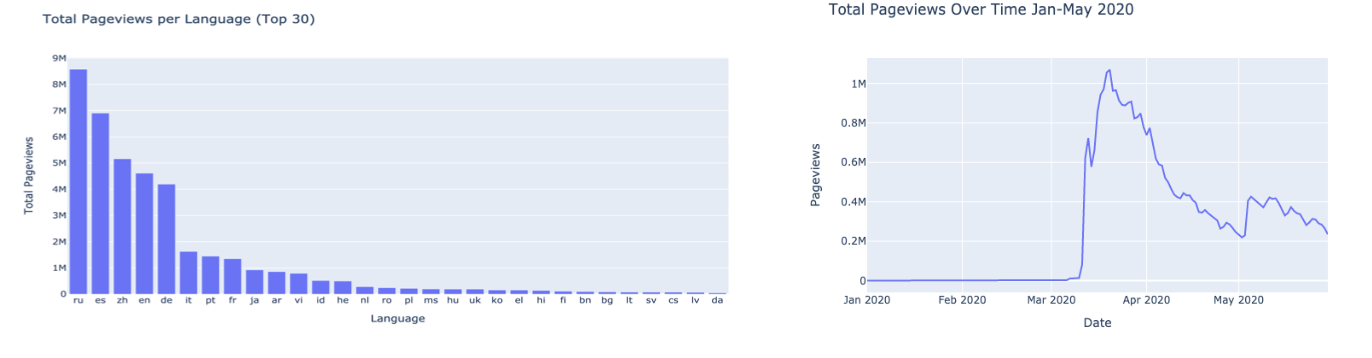 Total Pageviews per Language (Top 30)
9M
8M
7M
6M
5M
4M
3M
2M
1M
0
Total Pageviews
ru es zh en de it pt fr ja ar vi id he nl ro pl ms hu uk ko el hi fi bn bg lt sv cs lv da
Language
Total Pageviews Over Time Jan-May 2020
1M
0.8M
0.6M
0.4M
0.2M
0
Pageviews
Jan 2020 Feb 2020 Mar 2020 Apr 2020 May 2020
Date